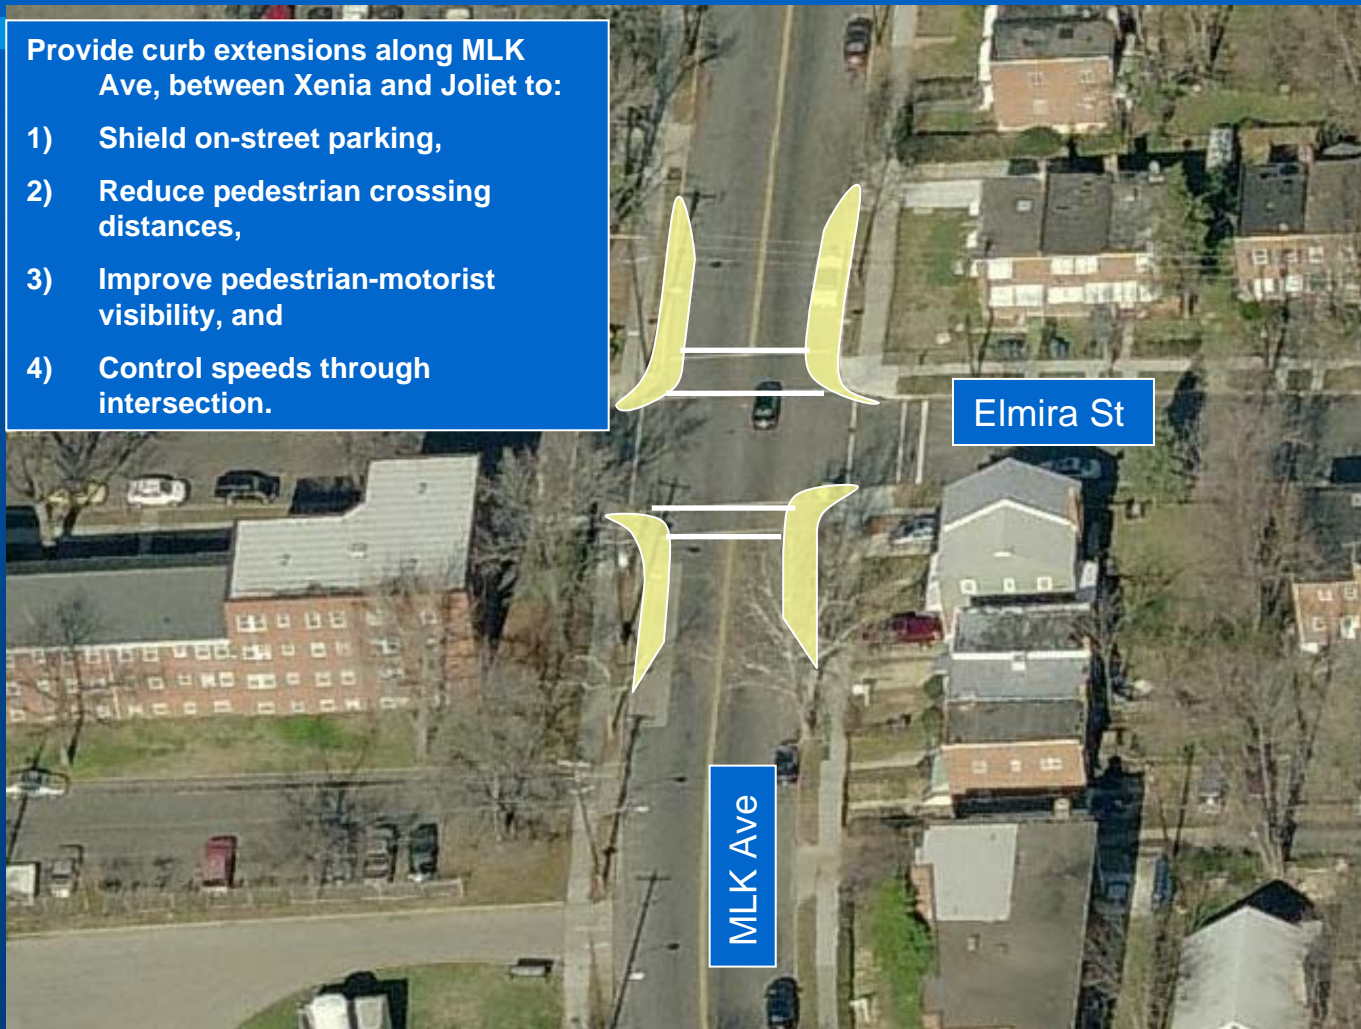 Provide curb extensions along MLK
Ave, between Xenia and Joliet to:
1) Shield on-street parking,
2) Reduce pedestrian crossing
distances,
3) Improve pedestrian-motorist
visibility, and
4) Control speeds through
intersection.
Elmira St
MLK Ave